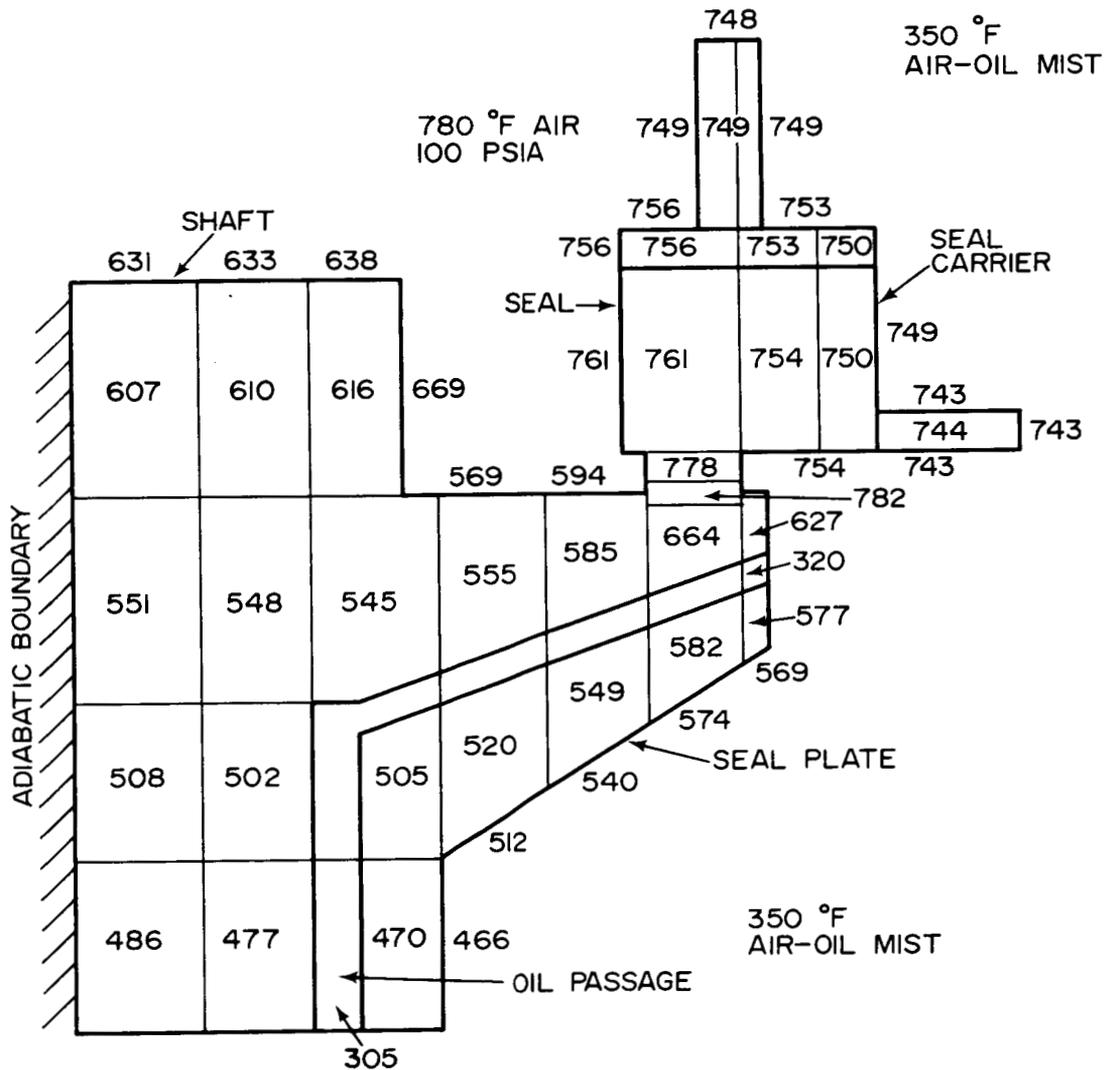 748
350 °F
AIR-OIL MIST
780 °F AIR
100 PSIA
749 749 749
756 753
SHAFT
756 756 753 750
SEAL
CARRIER
631 633 638
SEAL
749
761 761 754 750
607 610 616 669
743
744 743
778 754 743
569 594
782
627
664
585
555
320
ADIABATIC BOUNDARY
551 548 545
577
582
569
549
574
520
SEAL PLATE
508 502 505
540
512
350 °F
AIR-OIL MIST
486 477 470 466
OIL PASSAGE
305